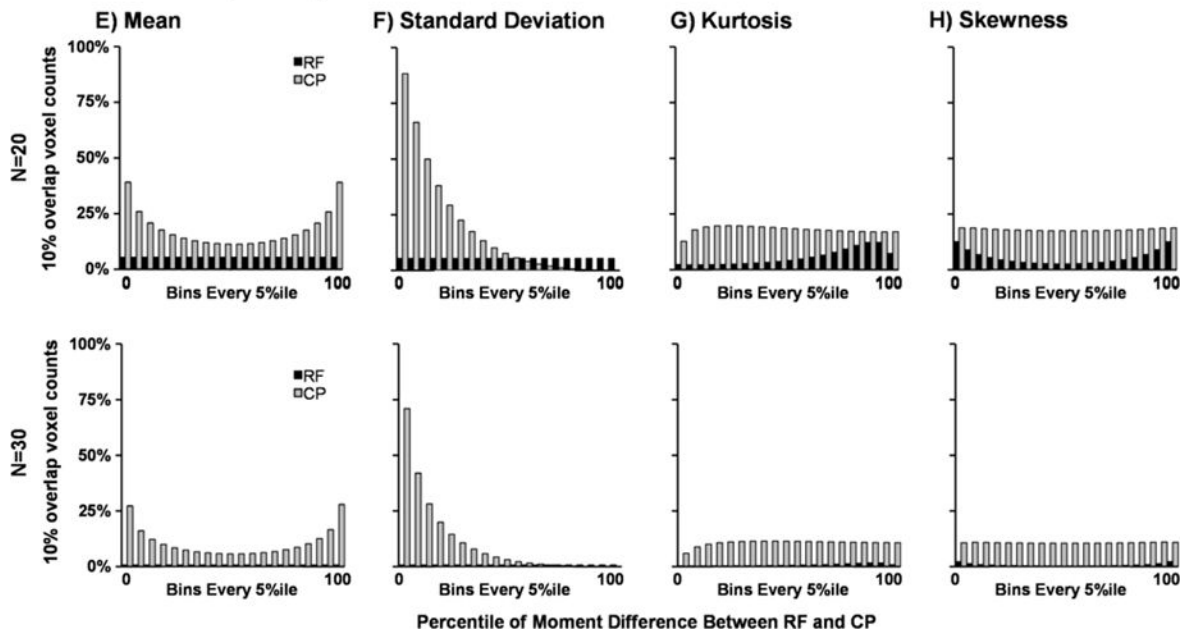 E) Mean F) Standard Deviation G) Kurtosis H) Skewness
N=20
10% overlap voxel counts
100%
75%
50%
25%
0%
RF
CP
0 100 0 100 0 100 0 100
Bins Every 5%ile Bins Every 5%ile Bins Every 5%ile Bins Every 5%ile
N=30
10% overlap voxel counts
100%
75%
50%
25%
0%
RF
CP
0 100 0 100 0 100 0 100
Bins Every 5%ile Bins Every 5%ile Bins Every 5%ile Bins Every 5%ile
Percentile of Moment Difference Between RF and CP